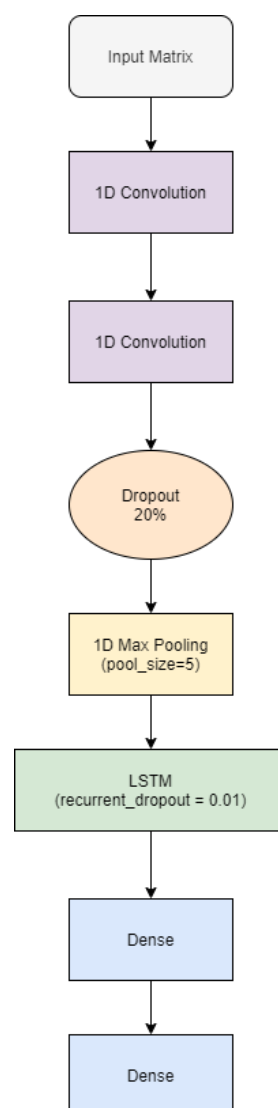 Input Matrix
1D Convolution
1D Convolution
Dropout
20%
1D Max Pooling
(pool_size=5)
LSTM
(recurrent_dropout = 0.01)
Dense
Dense